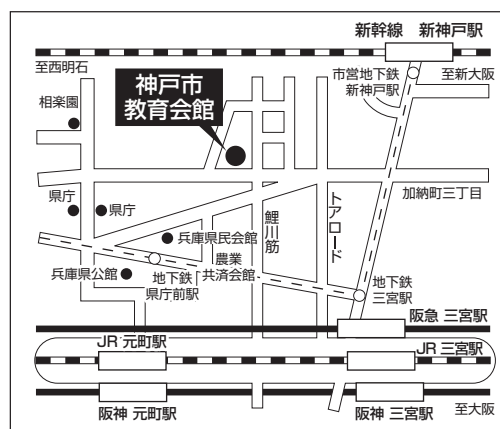 新幹線 新神戸駅
至西明石
市営地下鉄
新神戸駅
至新大阪
神戸市
教育会館
相楽園
加納町三丁目
県庁
県庁
鯉川筋
トアロード
兵庫県民会館
農業
共済会館
兵庫県公館
地下鉄
県庁前駅
地下鉄
三宮駅
阪急 三宮駅
JR 元町駅
JR 三宮駅
阪神 元町駅
阪神 三宮駅
至大阪